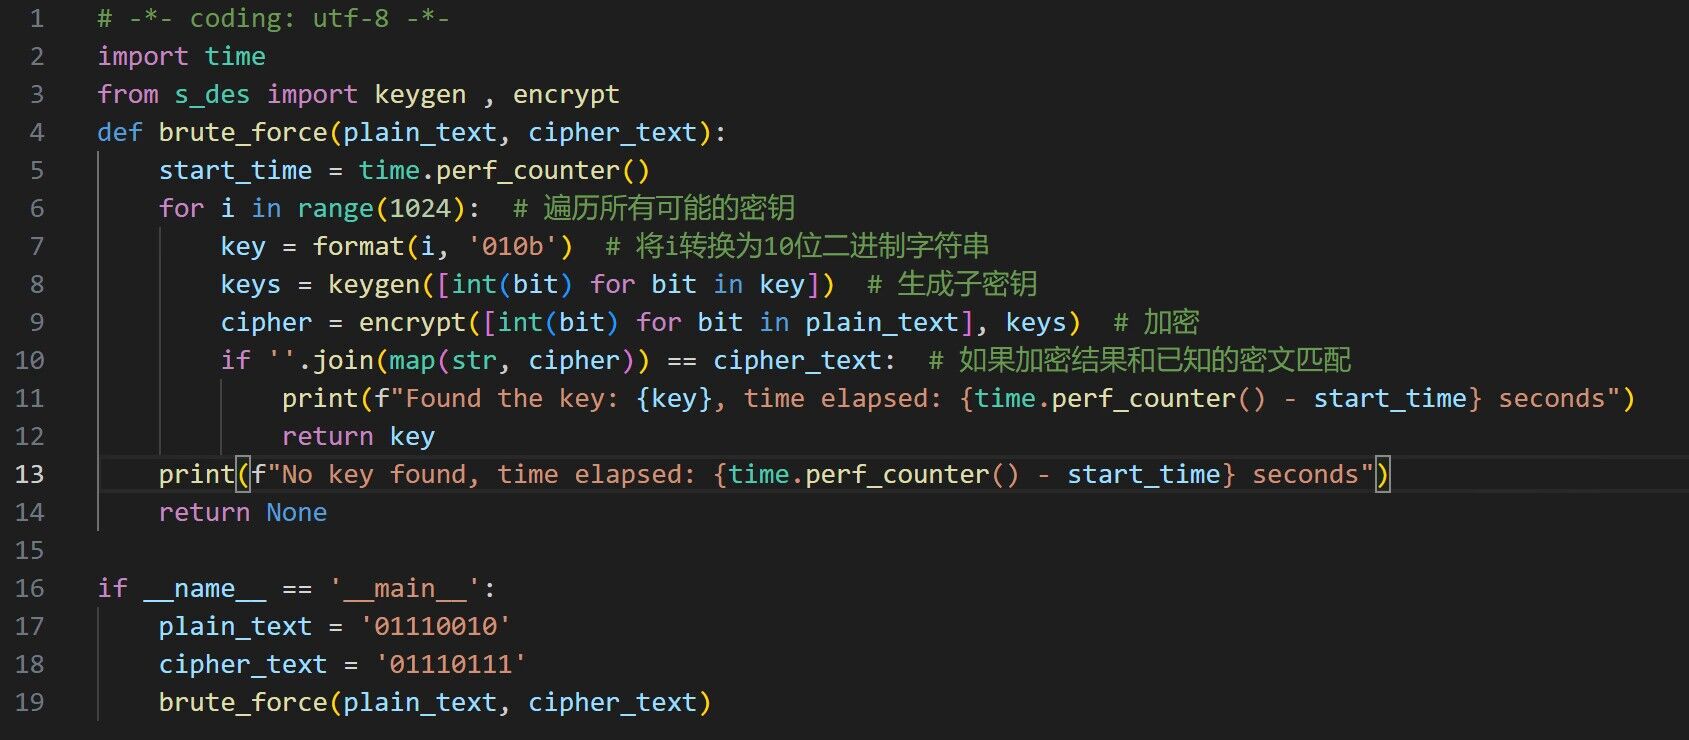 1 # -*- coding: utf-8 -*-
2 import time
3 from s_des import keygen , encrypt
4 def brute_force(plain_text, cipher_text):
5     start_time = time.perf_counter()
6     for i in range(1024):  # 遍历所有可能的密钥
7         key = format(i, '010b')  # 将i转换为10位二进制字符串
8         keys = keygen([int(bit) for bit in key])  # 生成子密钥
9         cipher = encrypt([int(bit) for bit in plain_text], keys)  # 加密
10         if ''.join(map(str, cipher)) == cipher_text:  # 如果加密结果和已知的密文匹配
11             print(f"Found the key: {key}, time elapsed: {time.perf_counter() - start_time} seconds")
12             return key
13     print(f"No key found, time elapsed: {time.perf_counter() - start_time} seconds")
14     return None
15
16 if __name__ == '__main__':
17     plain_text = '01110010'
18     cipher_text = '01110111'
19     brute_force(plain_text, cipher_text)